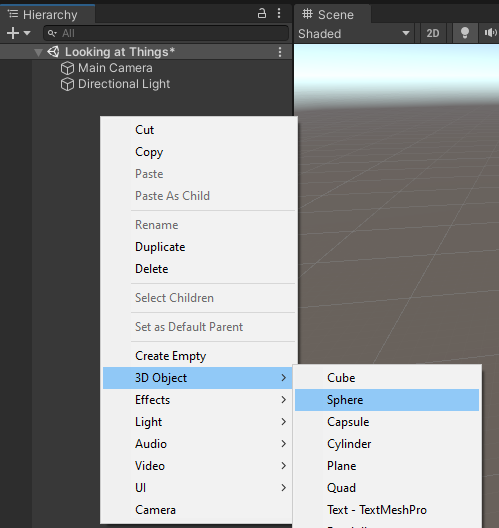 Hierarchy
All
Looking at Things*
Main Camera
Directional Light
Scene
Shaded
2D
Cut
Copy
Paste
Paste As Child
Rename
Duplicate
Delete
Select Children
Set as Default Parent
Create Empty
3D Object
Effects
Light
Audio
Video
UI
Camera
Cube
Sphere
Capsule
Cylinder
Plane
Quad
Text - TextMeshPro